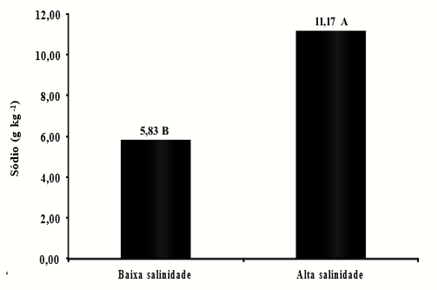 12,00
10,00
8,00
6,00
4,00
2,00
0,00
Sódio (g kg⁻¹)
5,83 B
11,17 A
Baixa salinidade
Alta salinidade